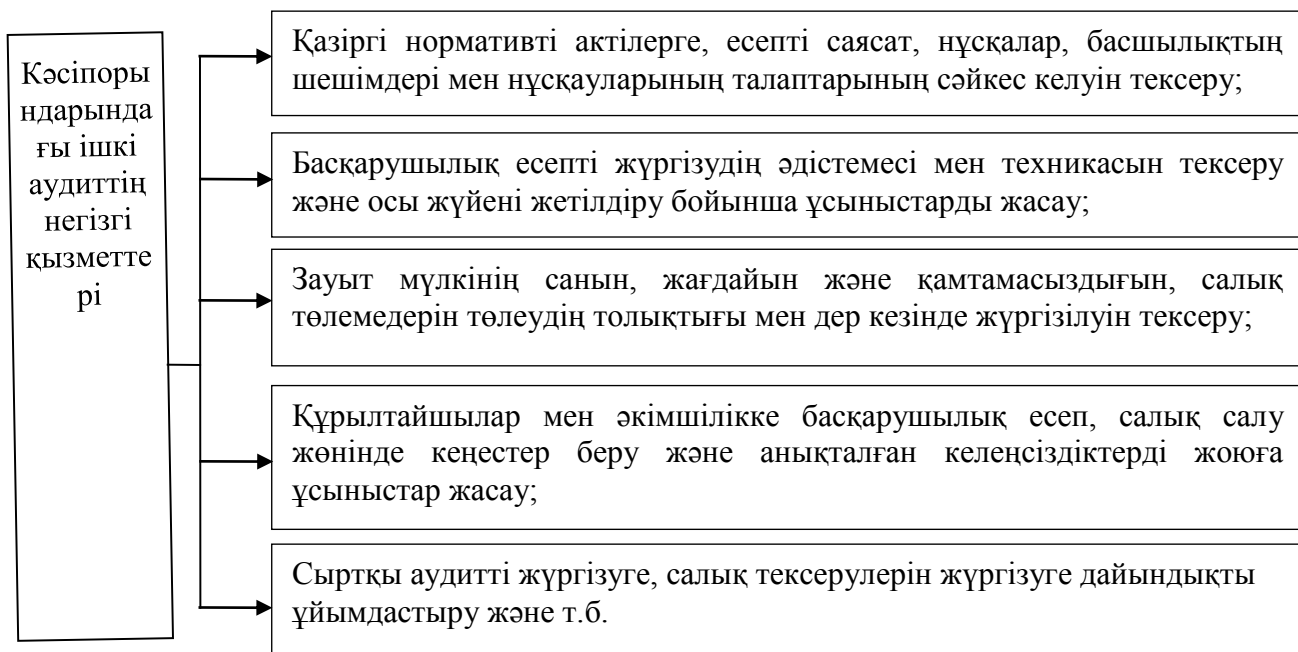 Кәсіпоры
ндарында
ғы ішкі
аудиттің
негізгі
қызметте
рі
Қазіргі нормативті актілерге, есепті саясат, нұсқалар, басшылықтың
шешімдері мен нұсқауларының талаптарының сәйкес келуін тексеру;
Басқарушылық есепті жүргізудің әдістемесі мен техникасын тексеру
және осы жүйені жетілдіру бойынша ұсыныстарды жасау;
Зауыт мүлкінің санын, жағдайын және қамтамасыздығын, салық
төлемедерін төлеудің толықтығы мен дер кезінде жүргізілуін тексеру;
Құрылтайшылар мен әкімшілікке басқарушылық есеп, салық салу
жөнінде кеңестер беру және анықталған келеңсіздіктерді жоюға
ұсыныстар жасау;
Сыртқы аудитті жүргізуге, салық тексерулерін жүргізуге дайындықты
ұйымдастыру және т.б.